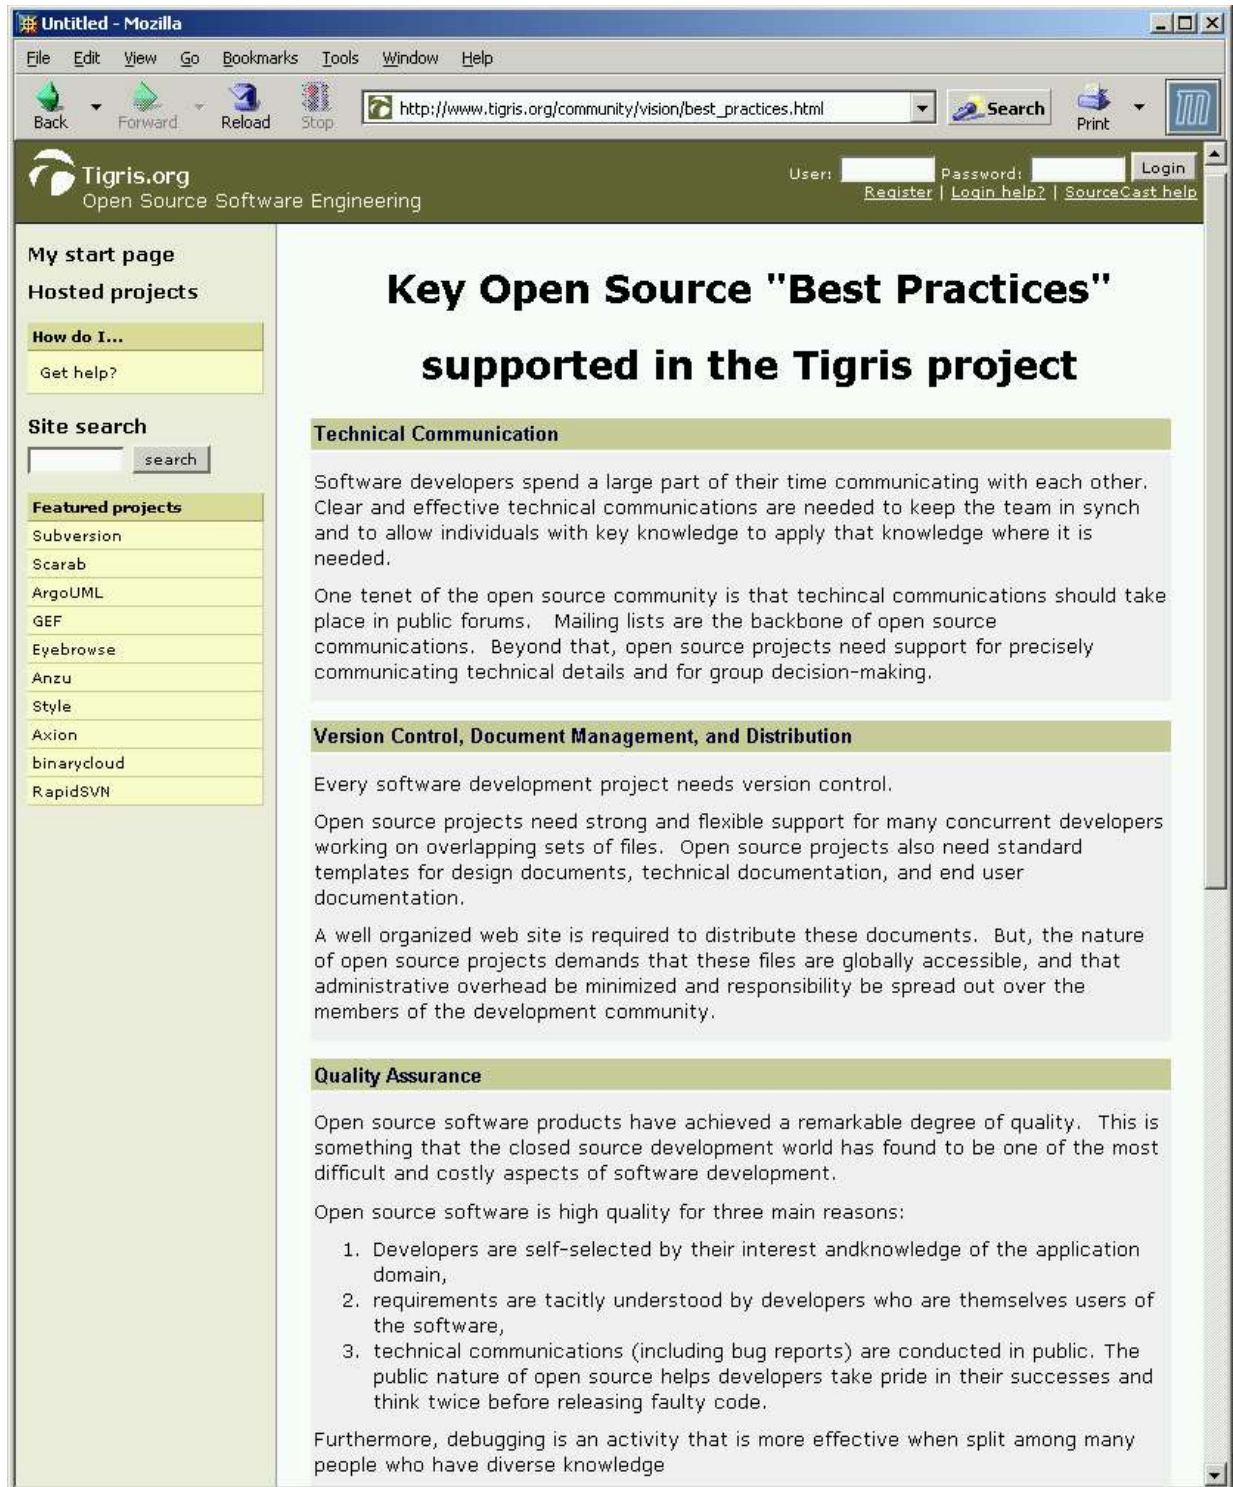 Untitled - Mozilla
File Edit View Go Bookmarks Tools Window Help
Back Forward Reload Stop http://www.tigris.org/community/vision/best_practices.html Search Print
Tigris.org
Open Source Software Engineering
User: Password: Login
Register | Login help? | SourceCast help
My start page
Hosted projects
How do I...
Get help?
Site search
search
Featured projects
Subversion
Scarab
ArgoUML
GEF
Eyebrowse
Anzu
Style
Axion
binarycloud
RapidSVN
Key Open Source "Best Practices"
supported in the Tigris project
Technical Communication
Software developers spend a large part of their time communicating with each other.
Clear and effective technical communications are needed to keep the team in synch
and to allow individuals with key knowledge to apply that knowledge where it is
needed.
One tenet of the open source community is that techincal communications should take
place in public forums. Mailing lists are the backbone of open source
communications. Beyond that, open source projects need support for precisely
communicating technical details and for group decision-making.
Version Control, Document Management, and Distribution
Every software development project needs version control.
Open source projects need strong and flexible support for many concurrent developers
working on overlapping sets of files. Open source projects also need standard
templates for design documents, technical documentation, and end user
documentation.
A well organized web site is required to distribute these documents. But, the nature
of open source projects demands that these files are globally accessible, and that
administrative overhead be minimized and responsibility be spread out over the
members of the development community.
Quality Assurance
Open source software products have achieved a remarkable degree of quality. This is
something that the closed source development world has found to be one of the most
difficult and costly aspects of software development.
Open source software is high quality for three main reasons:
1. Developers are self-selected by their interest andknowledge of the application
domain,
2. requirements are tacitly understood by developers who are themselves users of
the software,
3. technical communications (including bug reports) are conducted in public. The
public nature of open source helps developers take pride in their successes and
think twice before releasing faulty code.
Furthermore, debugging is an activity that is more effective when split among many
people who have diverse knowledge